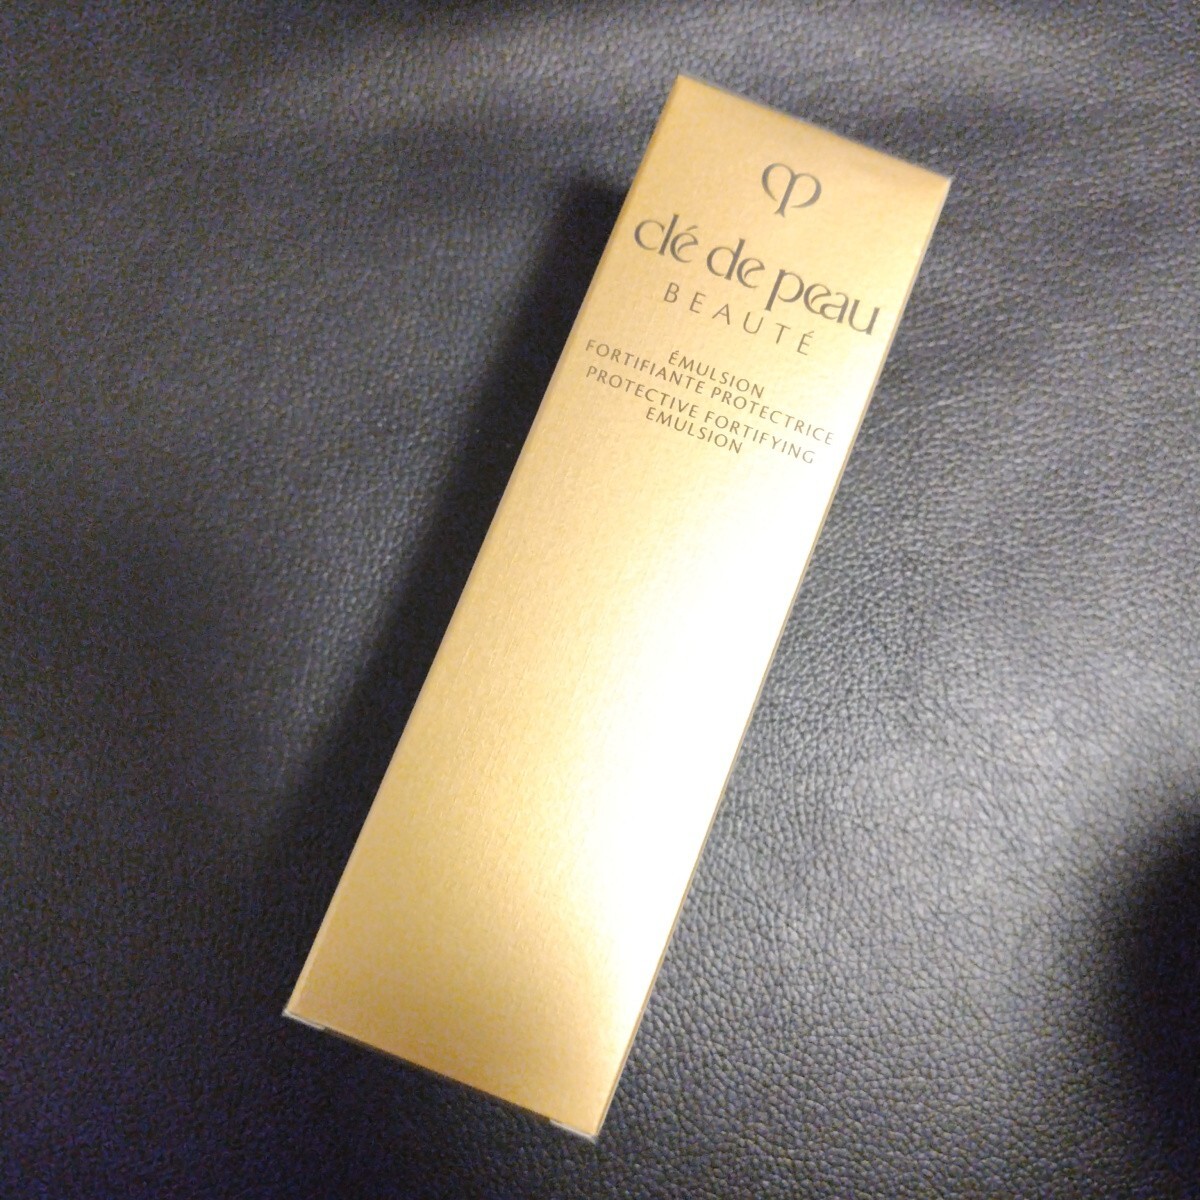 clé de peau
BEAUTÉ
ÉMULSION
FORTIFIANTE PROTECTRICE
PROTECTIVE FORTIFYING
EMULSION